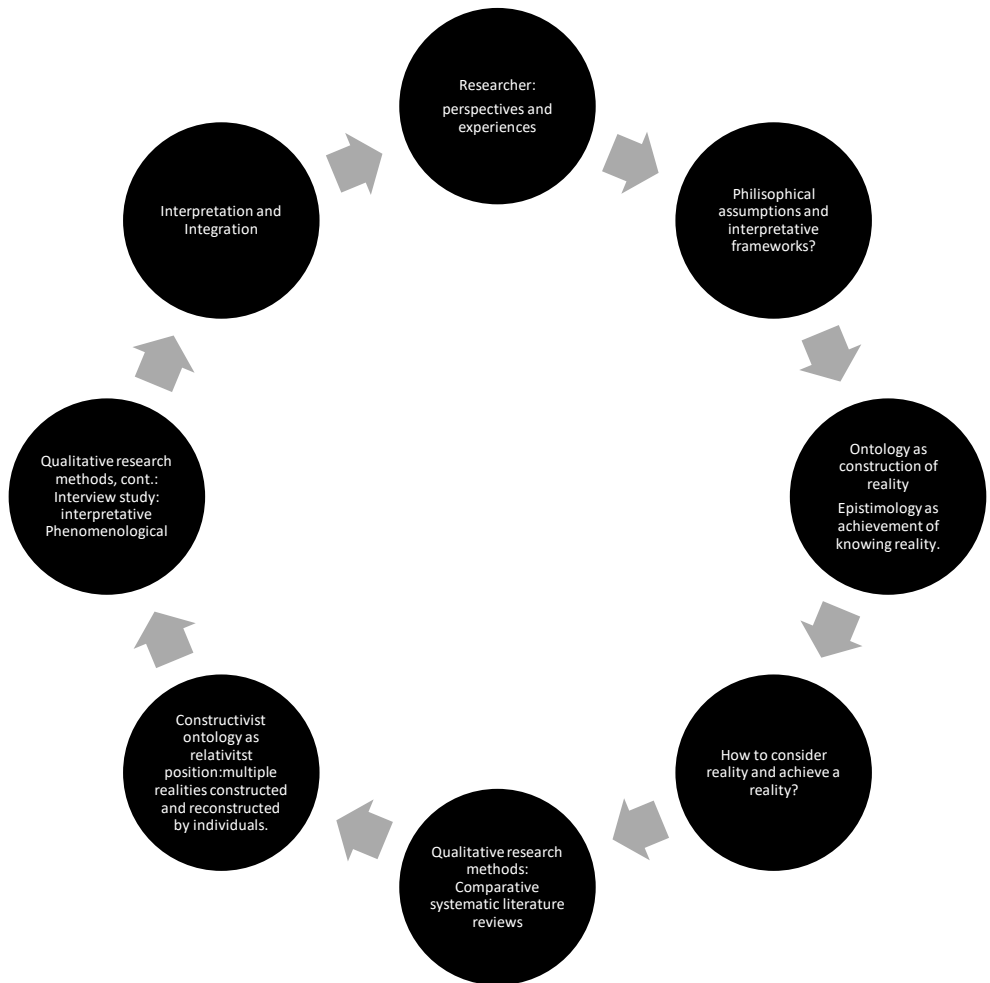 Researcher:
perspectives and
experiences
Philisophical
assumptions and
interpretative
frameworks?
Ontology as
construction of
reality
Epistimology as
achievement of
knowing reality.
How to consider
reality and achieve a
reality?
Qualitative research
methods:
Comparative
systematic literature
reviews
Constructivist
ontology as
relativitst
position:multiple
realities constructed
and reconstructed
by individuals.
Qualitative research
methods, cont.:
Interview study:
interpretative
Phenomenological
Interpretation and
Integration